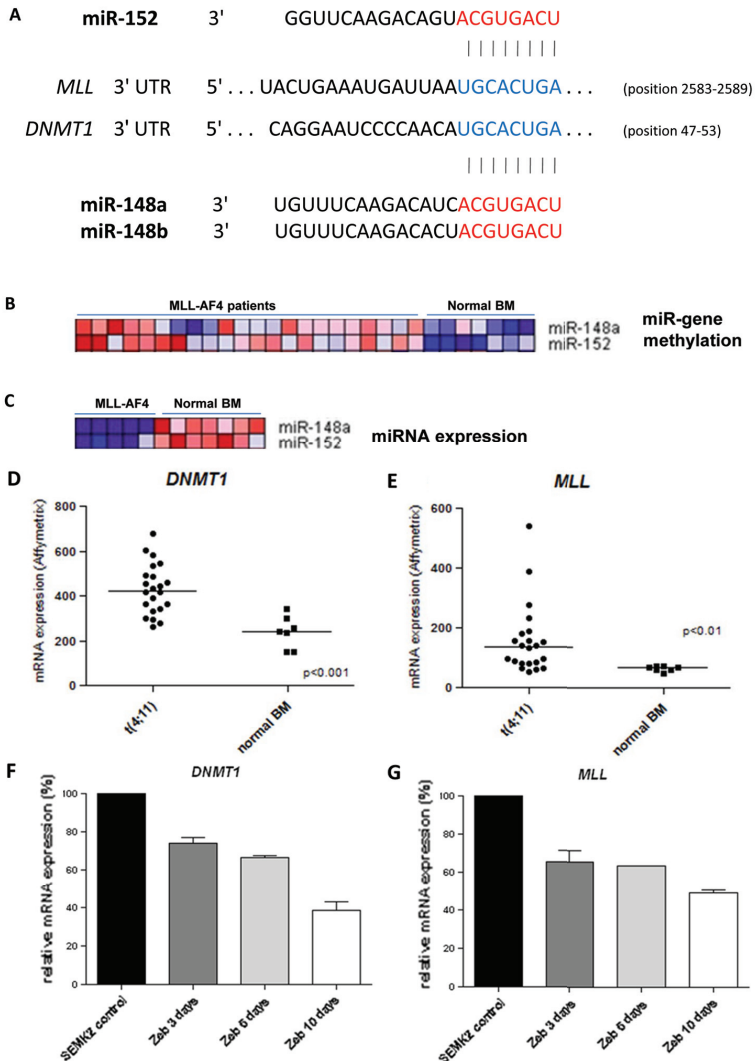 A
miR-152 3' GGUUCAAGACAGUACGUGACU
MLL 3' UTR 5' . . . UACUGAAAUGAUUAAUGCACUGA . . . (position 2583-2589)
DNMT1 3' UTR 5' . . . CAGGAAUCCCCAACAUGCACUGA . . . (position 47-53)
miR-148a 3' UGUUUCAAGACAUCACGUGACU
miR-148b 3' UGUUUCAAGACACUACGUGACU
B
MLL-AF4 patients Normal BM
miR-148a
miR-152
miR-gene
methylation
C
MLL-AF4 Normal BM
miR-148a
miR-152
miRNA expression
D
DNMT1
mRNA expression (Affymetrix)
800
600
400
200
0
p<0.001
t(4;11)
normal BM
E
MLL
mRNA expression (Affymetrix)
600
400
200
0
p<0.01
t(4;11)
normal BM
F
DNMT1
relative mRNA expression (%)
100
80
60
40
20
0
SEMK2 control
Zeb 3 days
Zeb 6 days
Zeb 10 days
G
MLL
relative mRNA expression (%)
100
80
60
40
20
0
SEMK2 control
Zeb 3 days
Zeb 6 days
Zeb 10 days